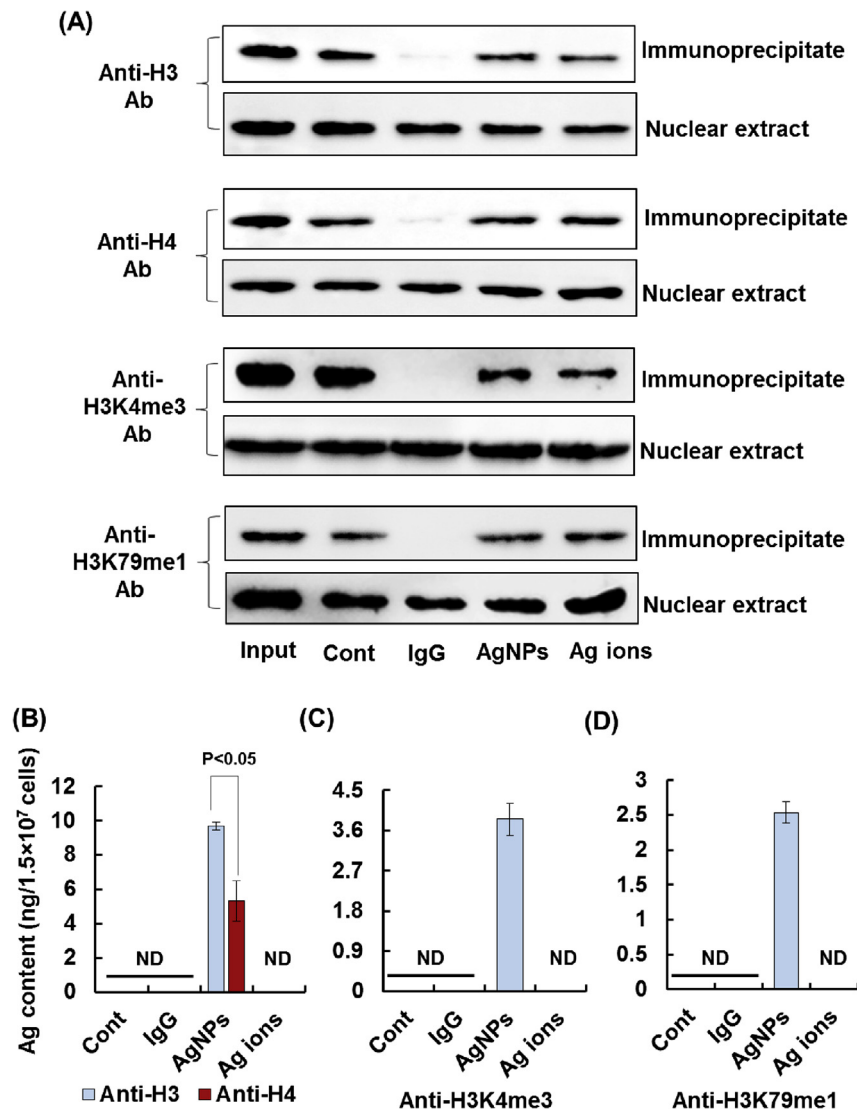 (A)
Anti-H3
Ab
Immunoprecipitate
Nuclear extract
Anti-H4
Ab
Immunoprecipitate
Nuclear extract
Anti-
H3K4me3
Ab
Immunoprecipitate
Nuclear extract
Anti-
H3K79me1
Ab
Immunoprecipitate
Nuclear extract
Input Cont IgG AgNPs Ag ions
(B)
Ag content (ng/1.5×10⁷ cells)
P<0.05
12
10
8
6
4
2
0
ND
ND
Cont IgG AgNPs Ag ions
Anti-H3 Anti-H4
(C)
4.5
3.6
2.7
1.8
0.9
0
ND
ND
Cont IgG AgNPs Ag ions
Anti-H3K4me3
(D)
3
2.5
2
1.5
1
0.5
0
ND
ND
Cont IgG AgNPs Ag ions
Anti-H3K79me1